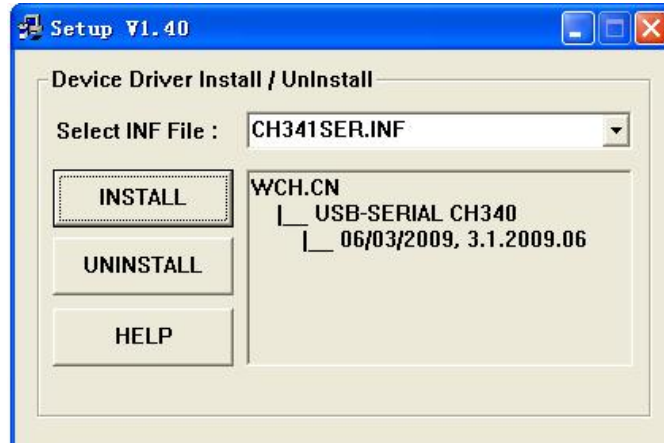 Setup V1.40
Device Driver Install / UnInstall
Select INF File :
CH341SER.INF
INSTALL
WCH.CN
|__ USB-SERIAL CH340
|__ 06/03/2009, 3.1.2009.06
UNINSTALL
HELP